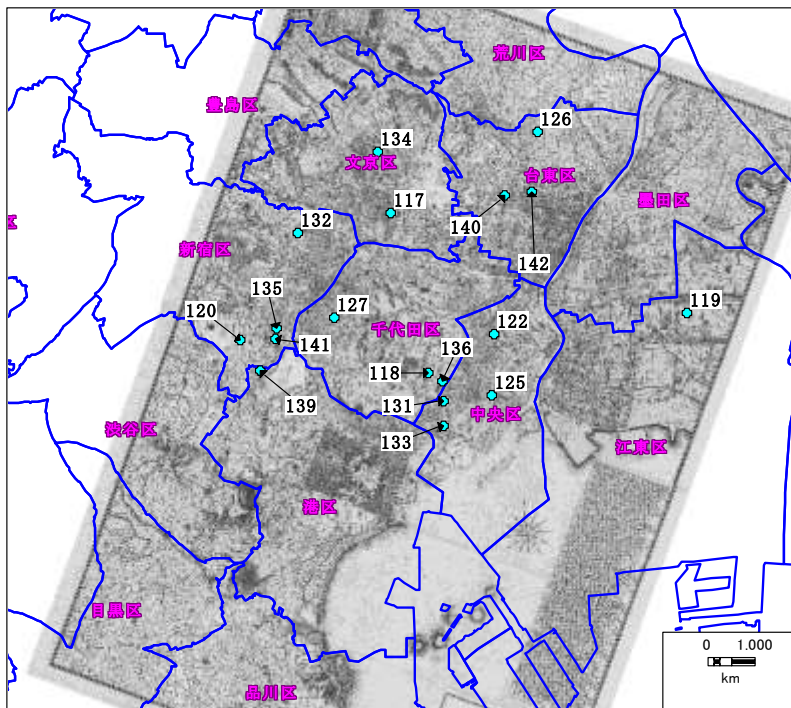 荒川区
豊島区
126
134
文京区
台東区
墨田区
117
132
140
新宿区
142
135
119
120
127
千代田区
122
141
136
118
139
125
131
中央区
渋谷区
133
江東区
港区
目黒区
品川区
0 1,000
km
区